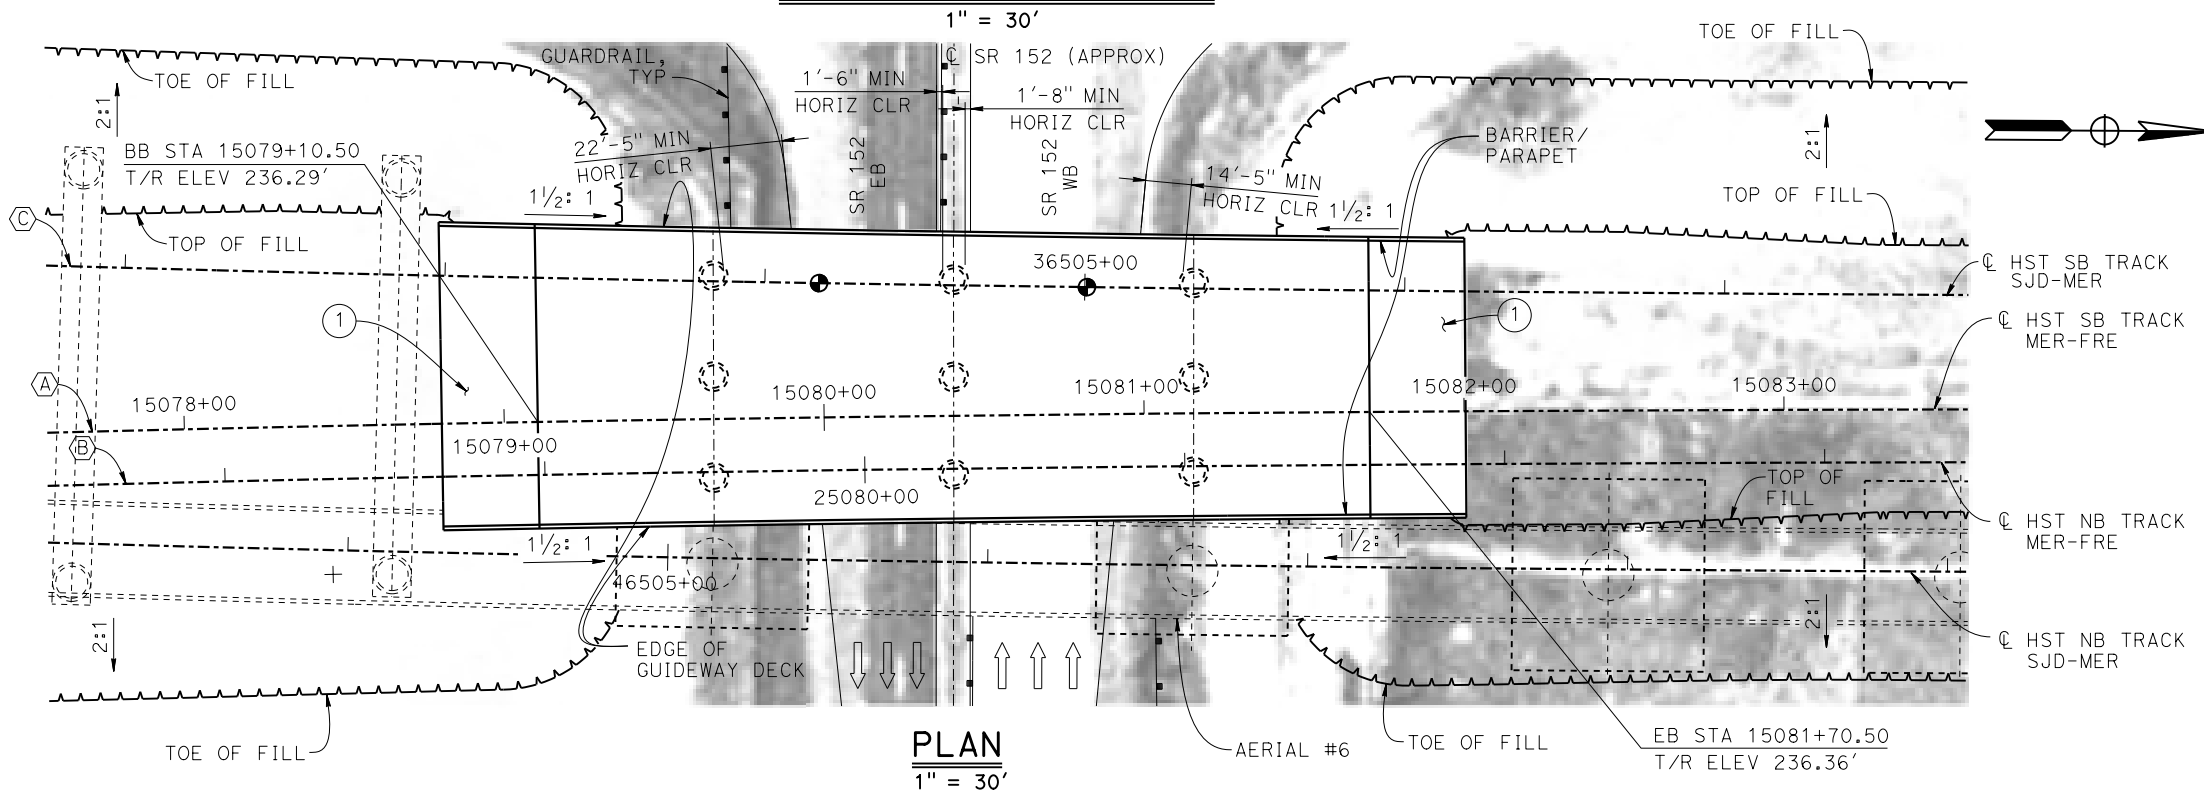 1" = 30'
TOE OF FILL
2:1
GUARDRAIL,
TYP
℄ SR 152 (APPROX)
1'-6" MIN
HORIZ CLR
1'-8" MIN
HORIZ CLR
TOE OF FILL
BB STA 15079+10.50
T/R ELEV 236.29'
22'-5" MIN
HORIZ CLR
SR 152
EB
SR 152
WB
14'-5" MIN
HORIZ CLR
BARRIER/
PARAPET
2:1
C
TOP OF FILL
1½: 1
1½: 1
TOP OF FILL
36505+00
℄ HST SB TRACK
SJD-MER
1
1
℄ HST SB TRACK
MER-FRE
A
15078+00
15080+00
15081+00
15082+00
15083+00
B
15079+00
25080+00
TOP OF
FILL
℄ HST NB TRACK
MER-FRE
1½: 1
1½: 1
46505+00
2:1
2:1
EDGE OF
GUIDEWAY DECK
℄ HST NB TRACK
SJD-MER
TOE OF FILL
PLAN
1" = 30'
AERIAL #6
TOE OF FILL
EB STA 15081+70.50
T/R ELEV 236.36'